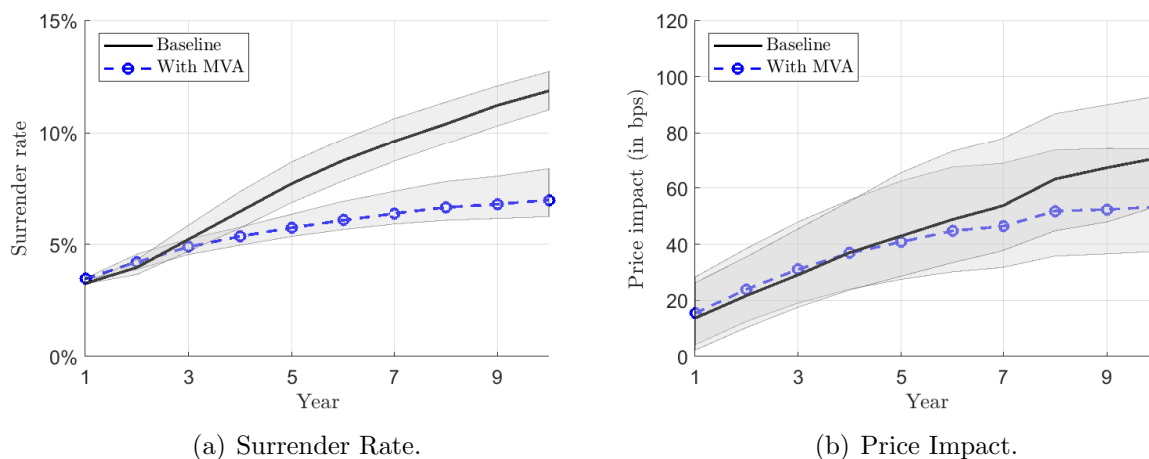 15%
10%
5%
0%
Surrender rate
Baseline
With MVA
1 3 5 7 9
Year
(a) Surrender Rate.
120
100
80
60
40
20
0
Price impact (in bps)
Baseline
With MVA
1 3 5 7 9
Year
(b) Price Impact.